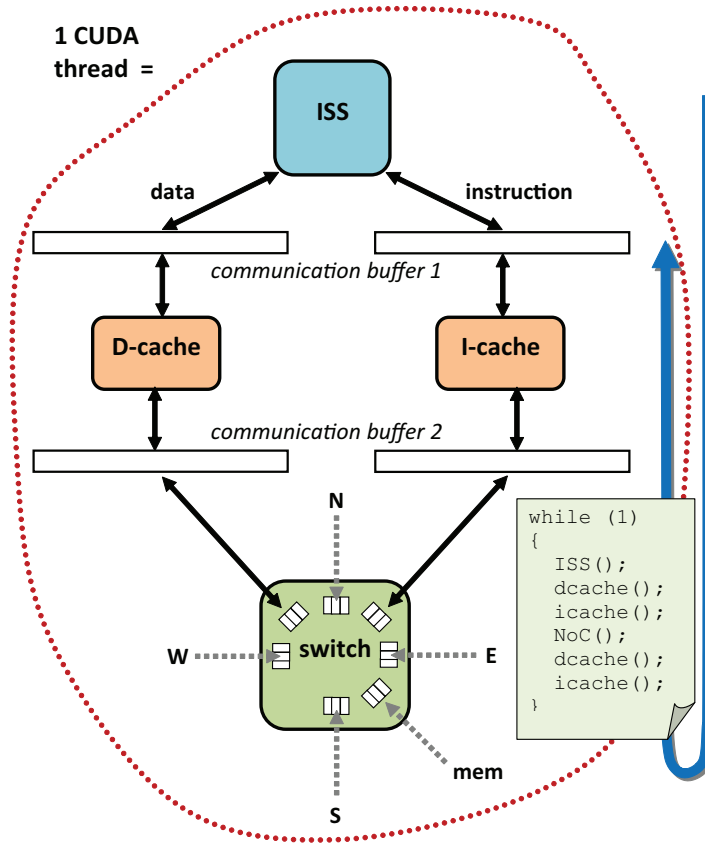 1 CUDA
thread =
ISS
data
instruction
communication buffer 1
D-cache
I-cache
communication buffer 2
N
while (1)
{
ISS();
dcache();
icache();
NoC();
dcache();
icache();
}
W
switch
E
mem
S